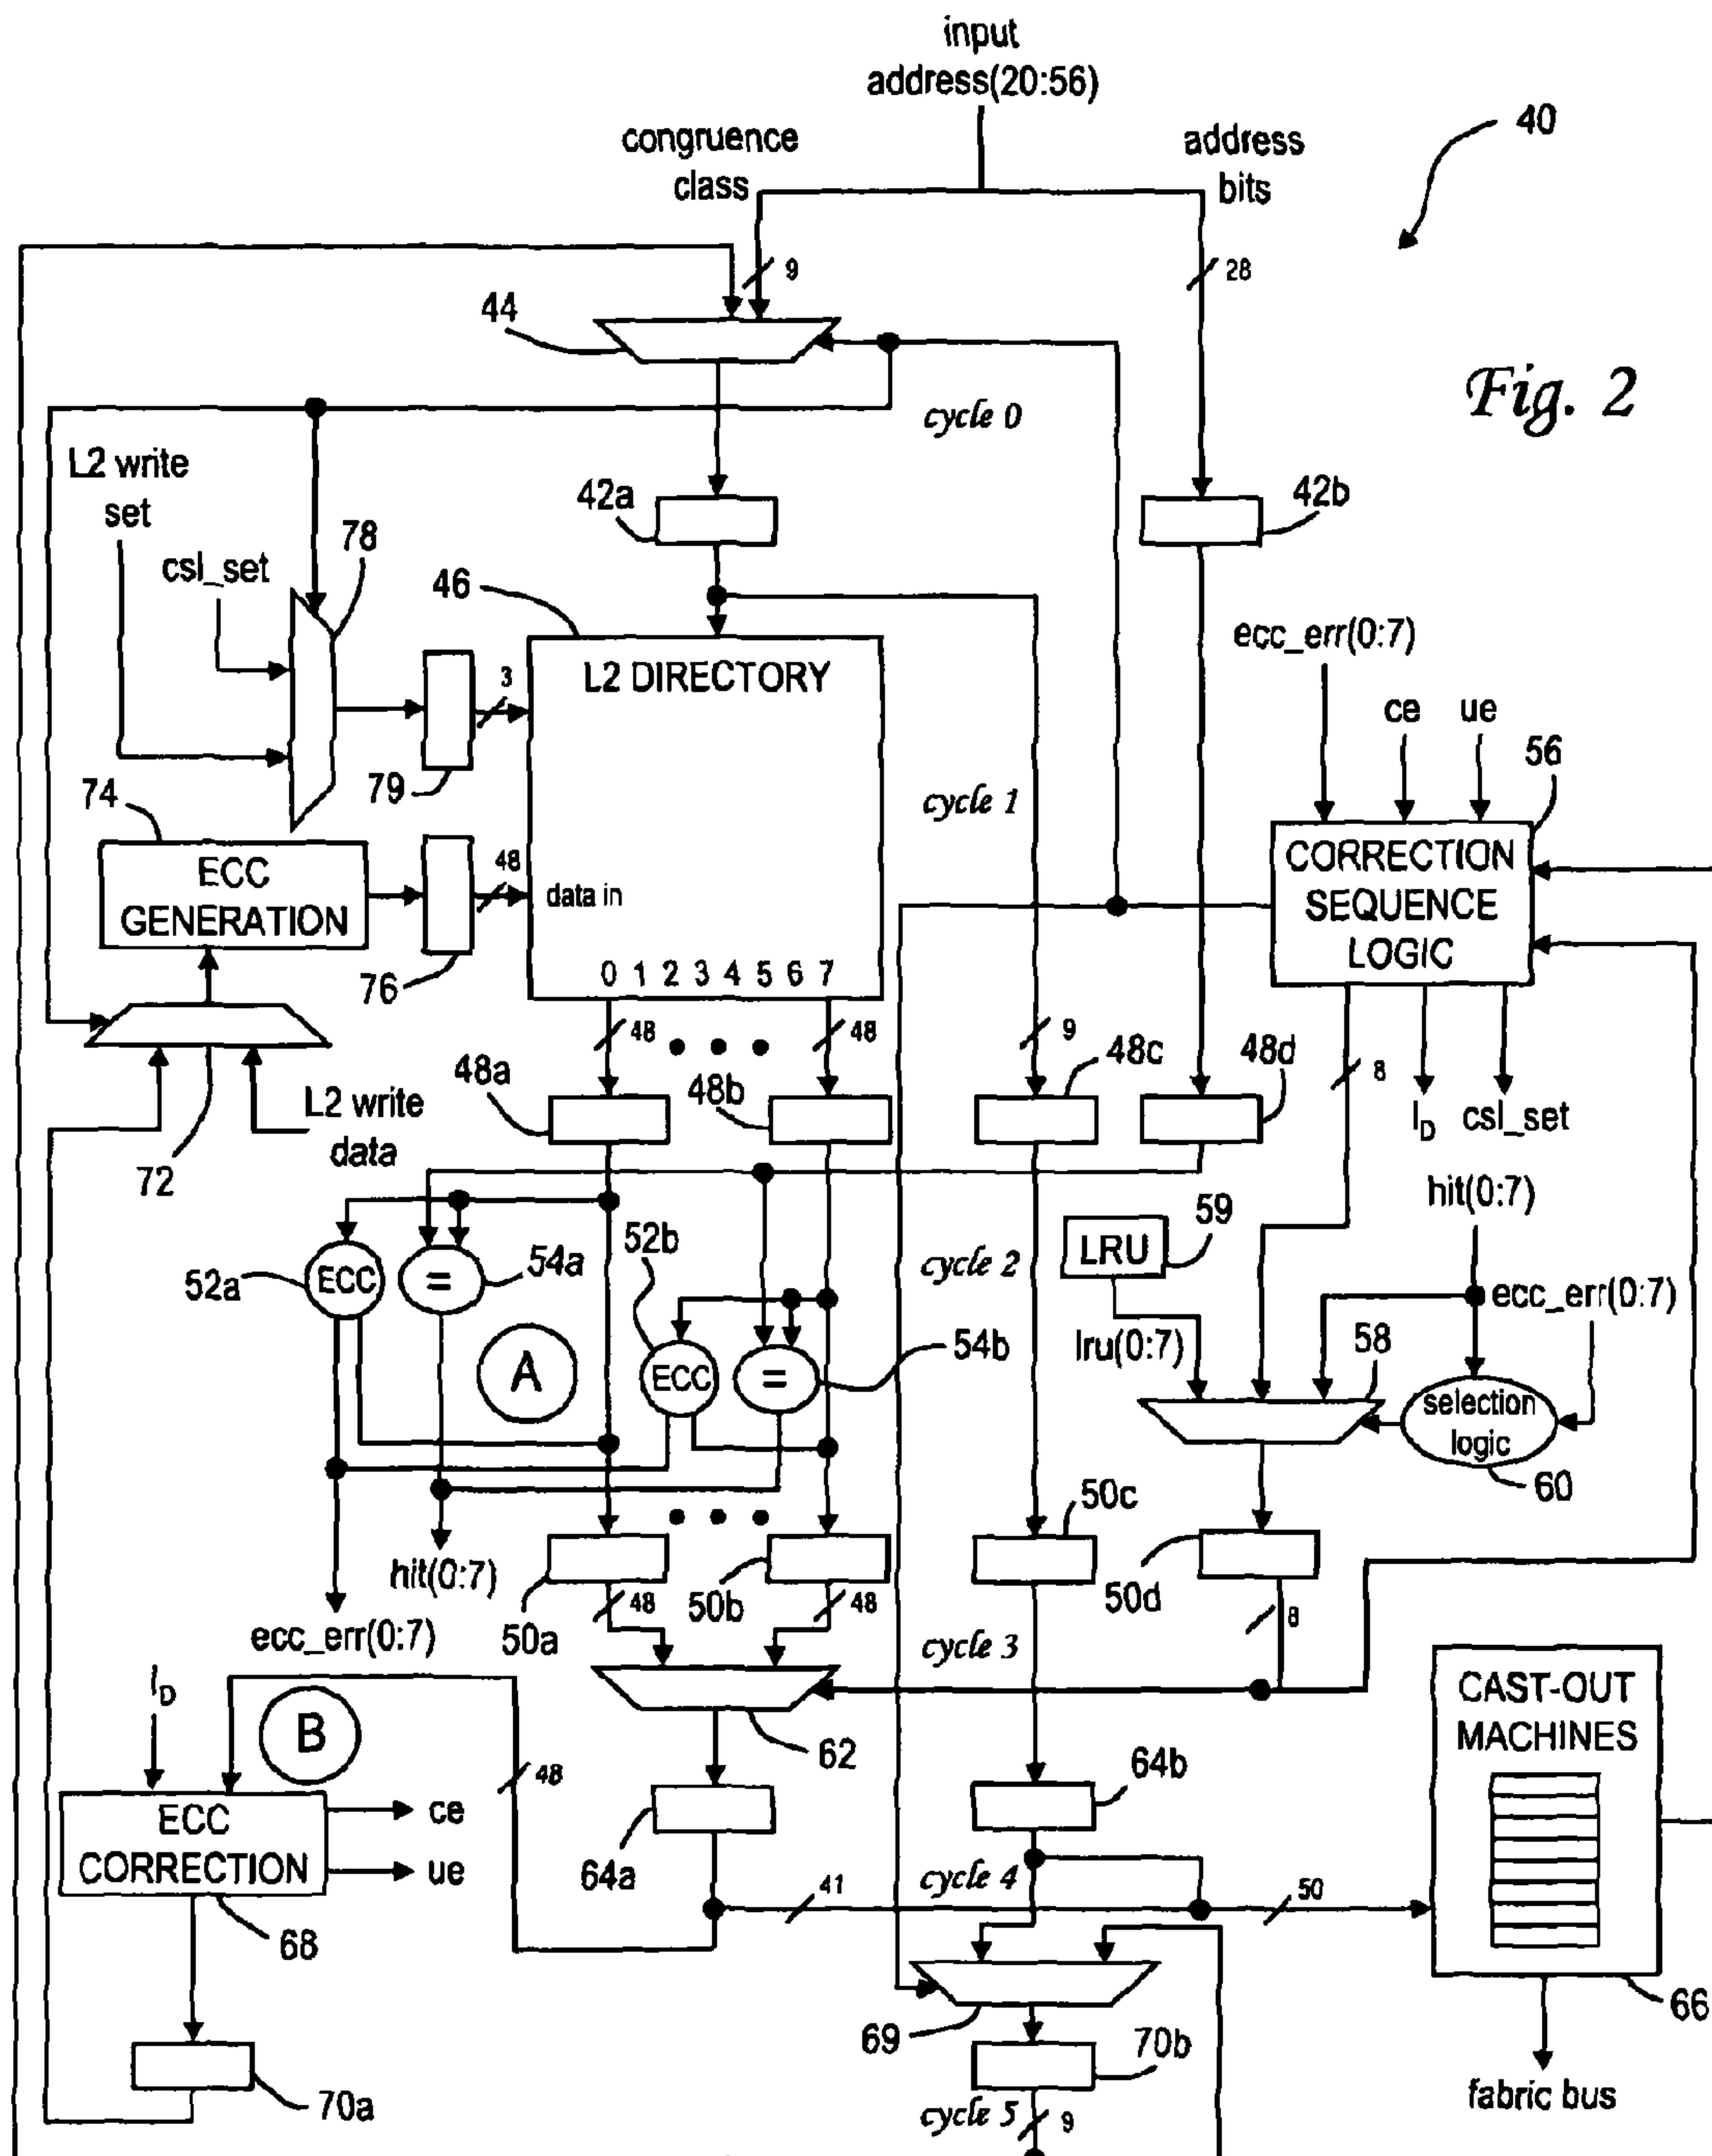 input
address(20:56)
congruence
class
address
bits
40
9
28
44
Fig. 2
cycle 0
L2 write
set
42a
42b
csl_set
78
46
ecc_err(0:7)
L2 DIRECTORY
3
ce
ue
56
74
79
cycle 1
ECC
GENERATION
48
data in
CORRECTION
SEQUENCE
LOGIC
76
0 1 2 3 4 5 6 7
48
48
9
48a
48b
48c
48d
8
L2 write
data
I_D
csl_set
72
hit(0:7)
59
52b
LRU
52a
ECC
=
54a
cycle 2
ecc_err(0:7)
lru(0:7)
58
A
ECC
=
54b
selection
logic
60
50c
hit(0:7)
50a
48
50b
48
50d
8
ecc_err(0:7)
cycle 3
I_D
B
CAST-OUT
MACHINES
62
48
64b
ECC
CORRECTION
ce
ue
64a
41
cycle 4
50
68
69
70b
66
70a
cycle 5
9
fabric bus